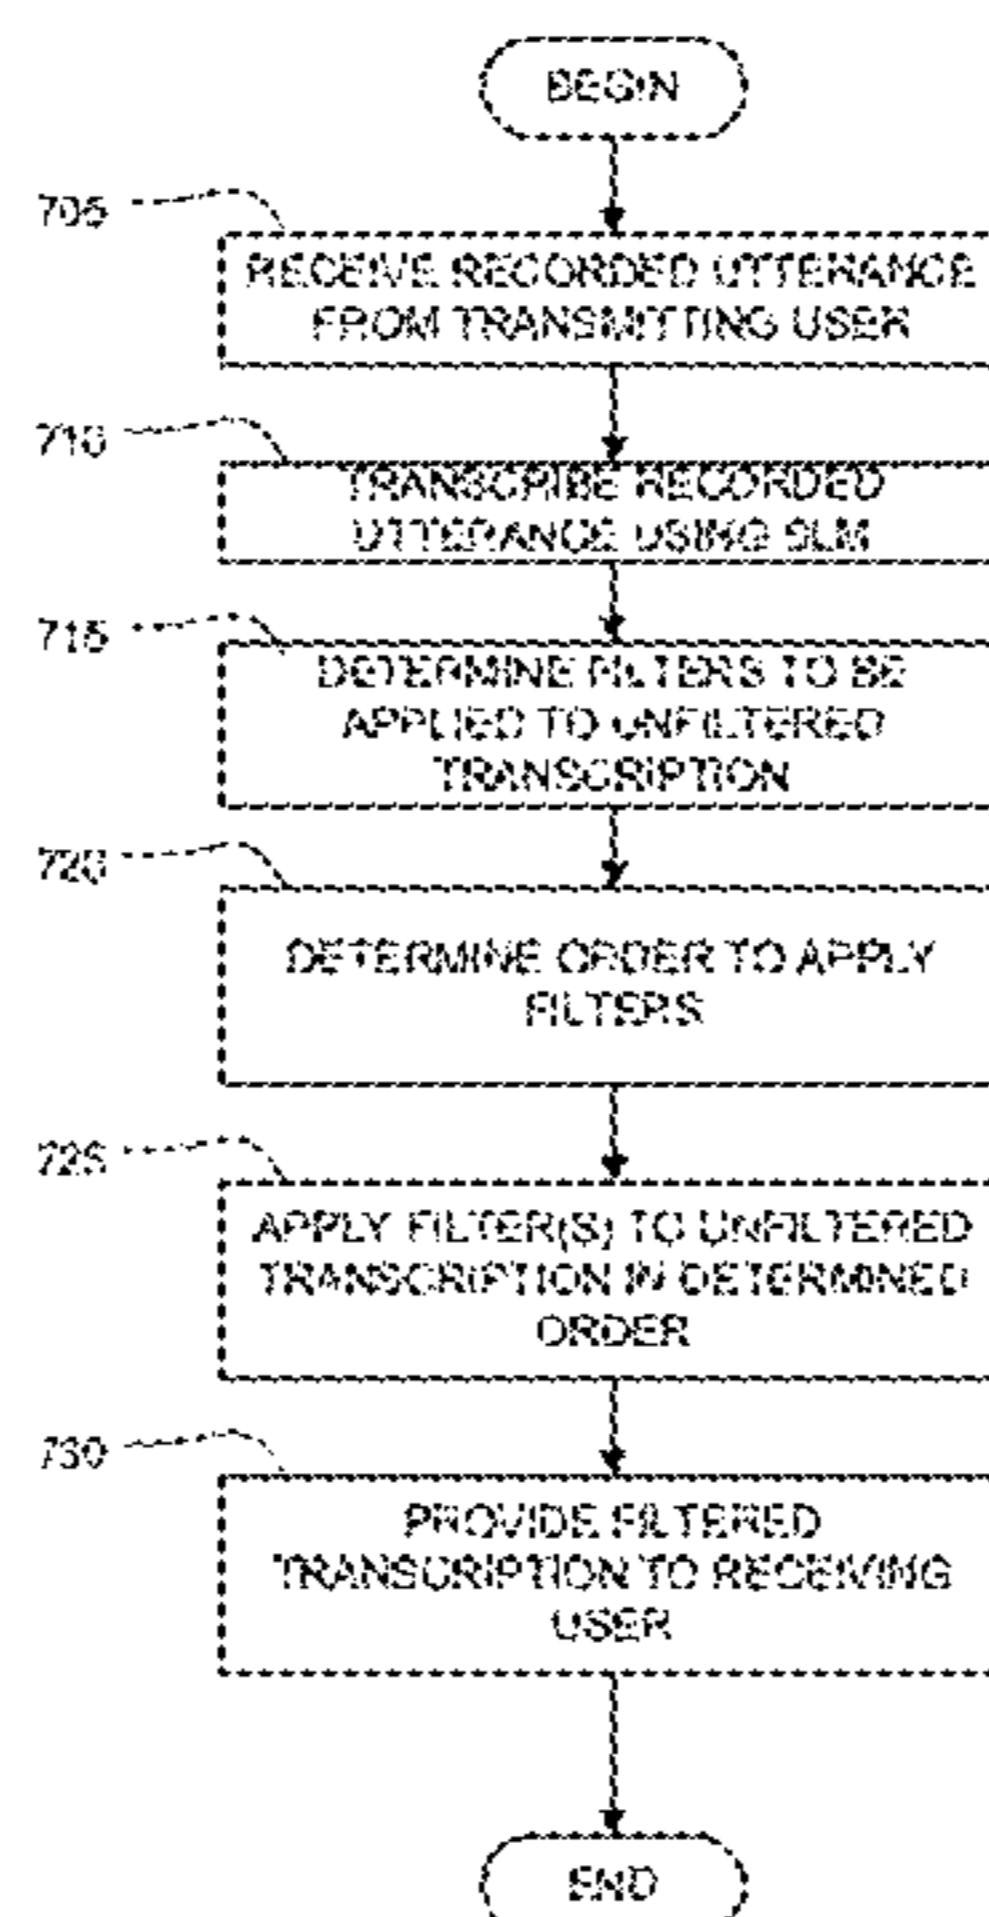 BEGIN
705
RECEIVE RECORDED UTTERANCE
FROM TRANSMITTING USER
710
TRANSCRIBE RECORDED
UTTERANCE USING SLM
715
DETERMINE FILTERS TO BE
APPLIED TO UNFILTERED
TRANSCRIPTION
720
DETERMINE ORDER TO APPLY
FILTERS
725
APPLY FILTER(S) TO UNFILTERED
TRANSCRIPTION IN DETERMINED
ORDER
730
PROVIDE FILTERED
TRANSCRIPTION TO RECEIVING
USER
END